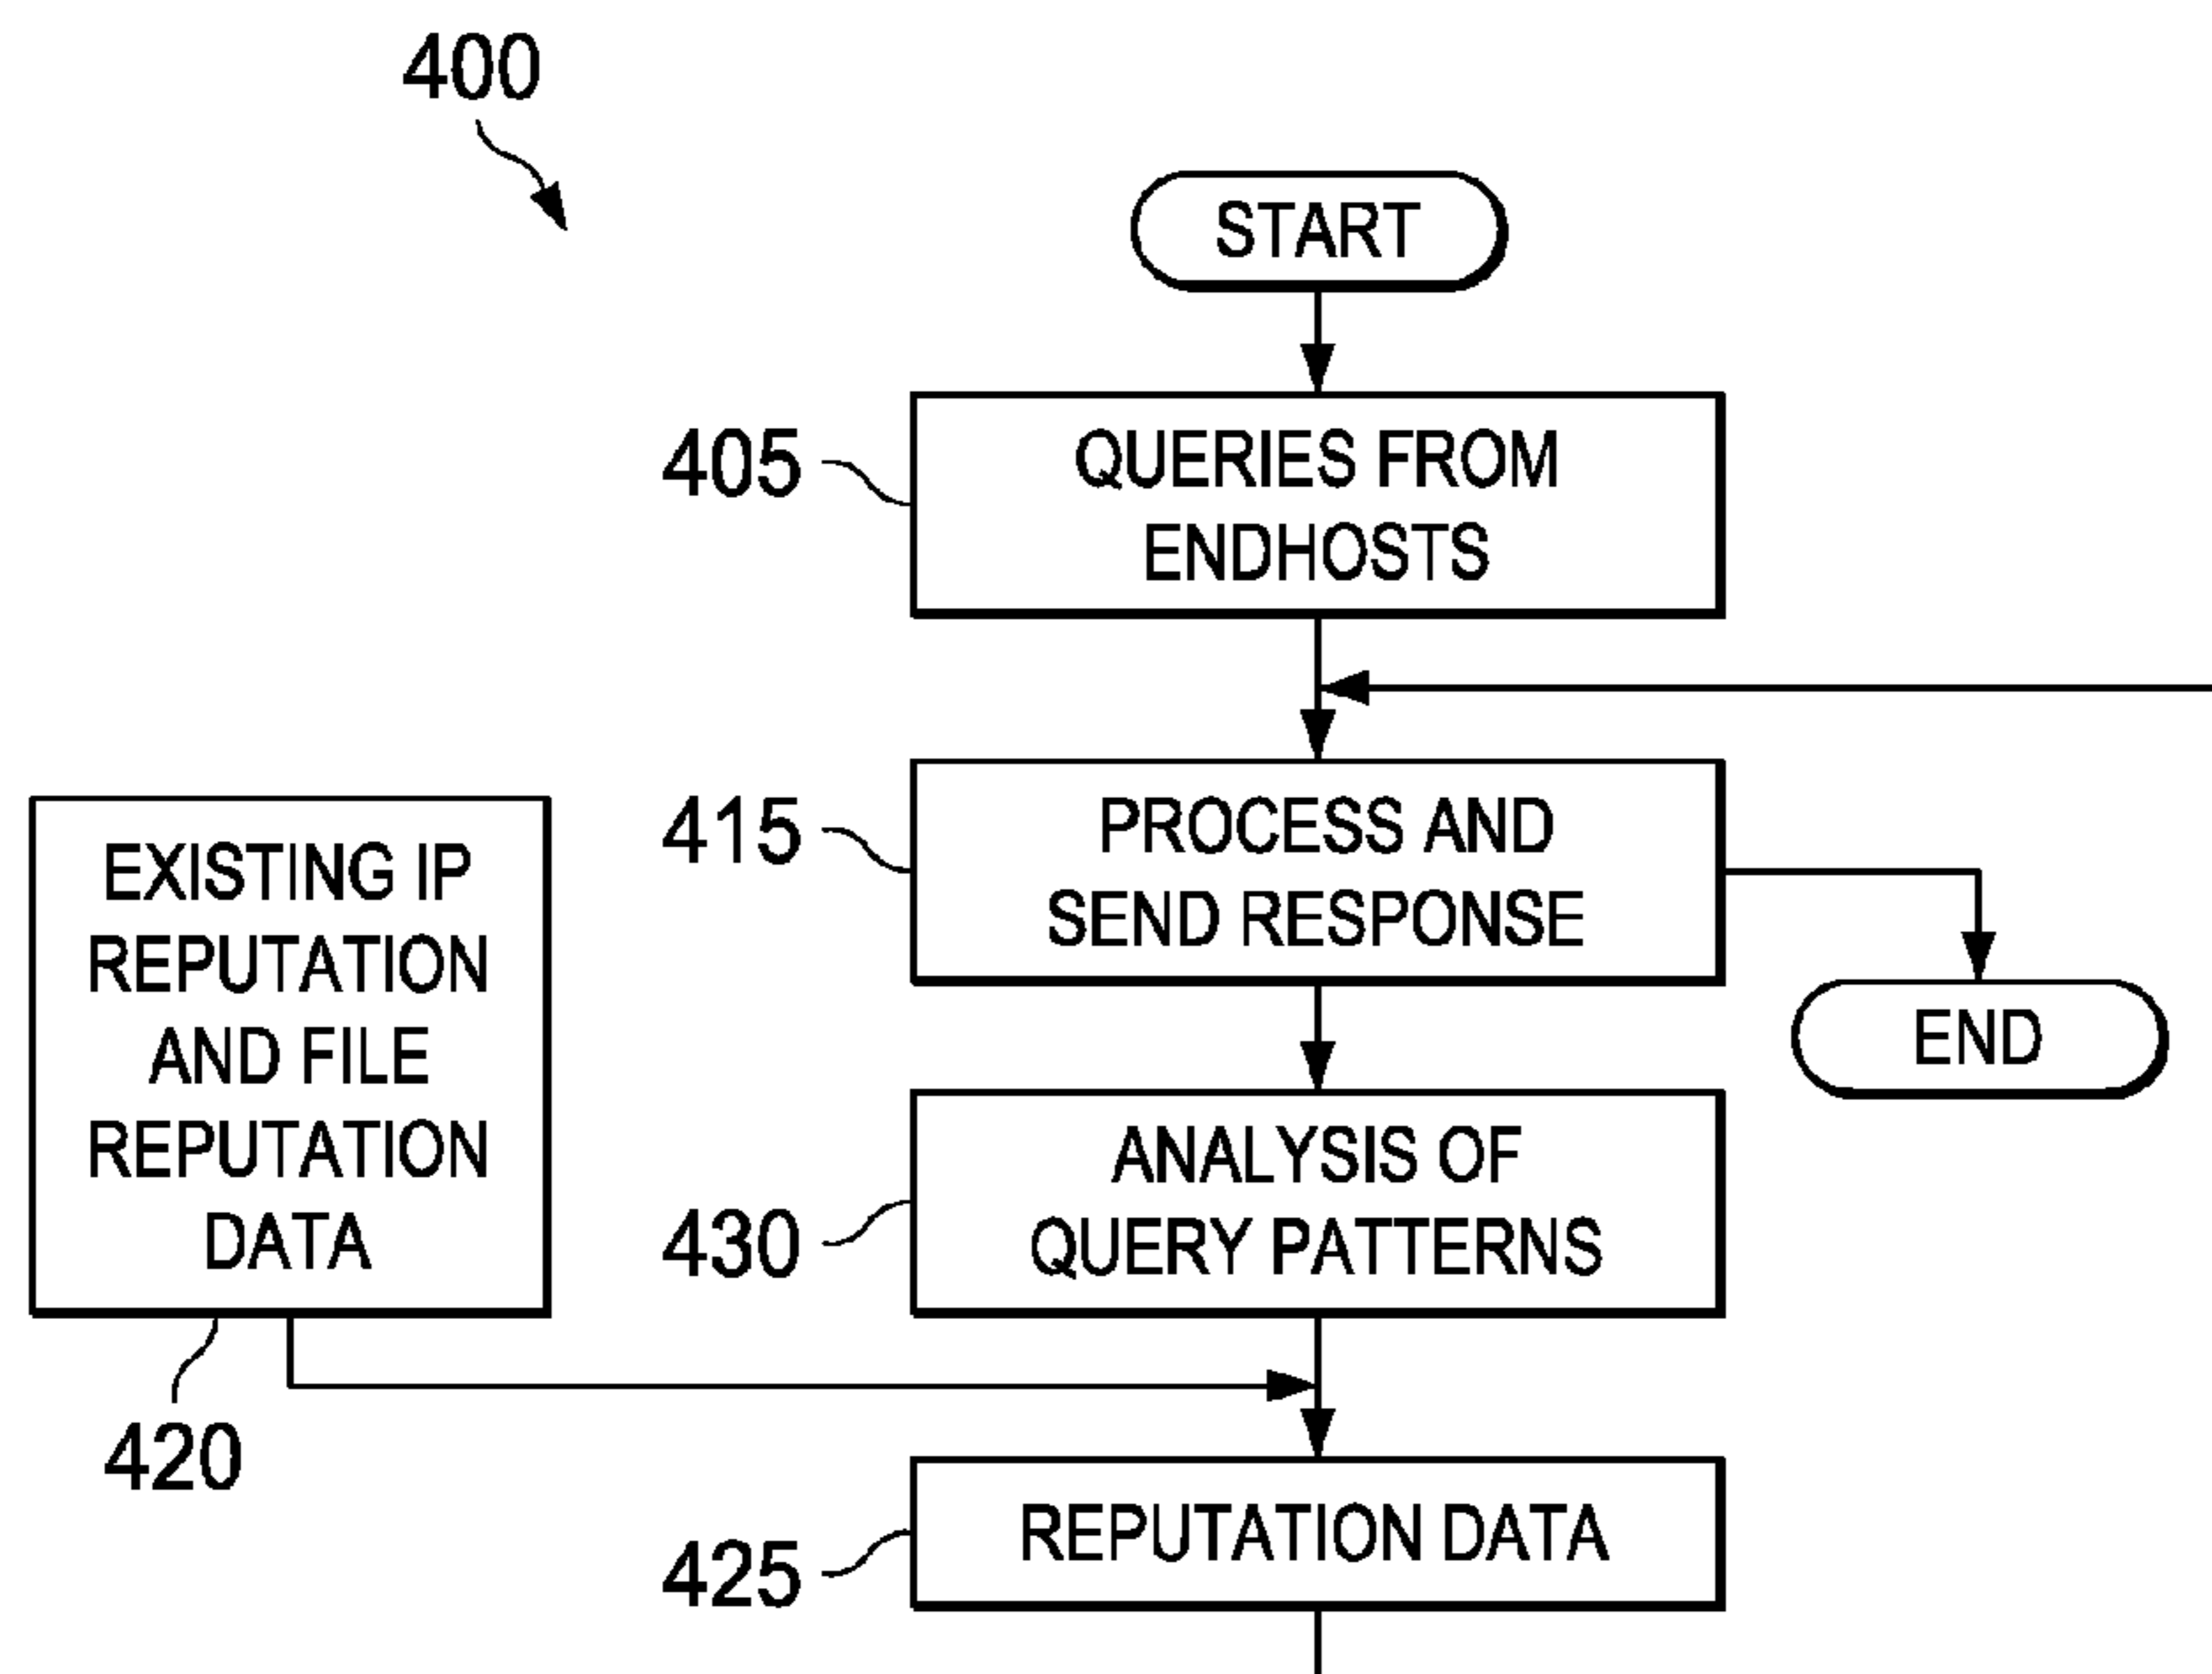 400
START
405
QUERIES FROM
ENDHOSTS
415
PROCESS AND
SEND RESPONSE
END
EXISTING IP
REPUTATION
AND FILE
REPUTATION
DATA
420
430
ANALYSIS OF
QUERY PATTERNS
425
REPUTATION DATA